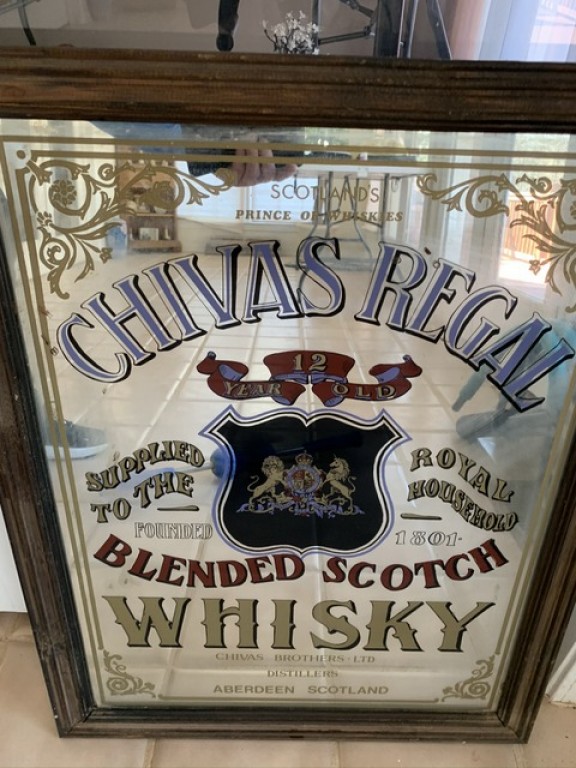 SCOTLAND'S
PRINCE OF WHISKIES
CHIVAS REGAL
12
YEAR OLD
SUPPLIED
TO THE
ROYAL
HOUSEHOLD
FOUNDED 1801
BLENDED SCOTCH
WHISKY
CHIVAS BROTHERS · LTD
DISTILLERS
ABERDEEN SCOTLAND